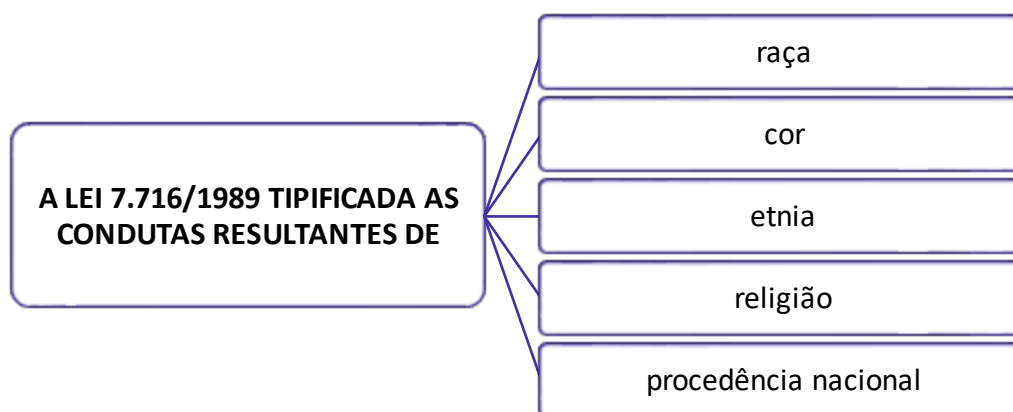 A LEI 7.716/1989 TIPIFICADA AS
CONDUTAS RESULTANTES DE
raça
cor
etnia
religião
procedência nacional